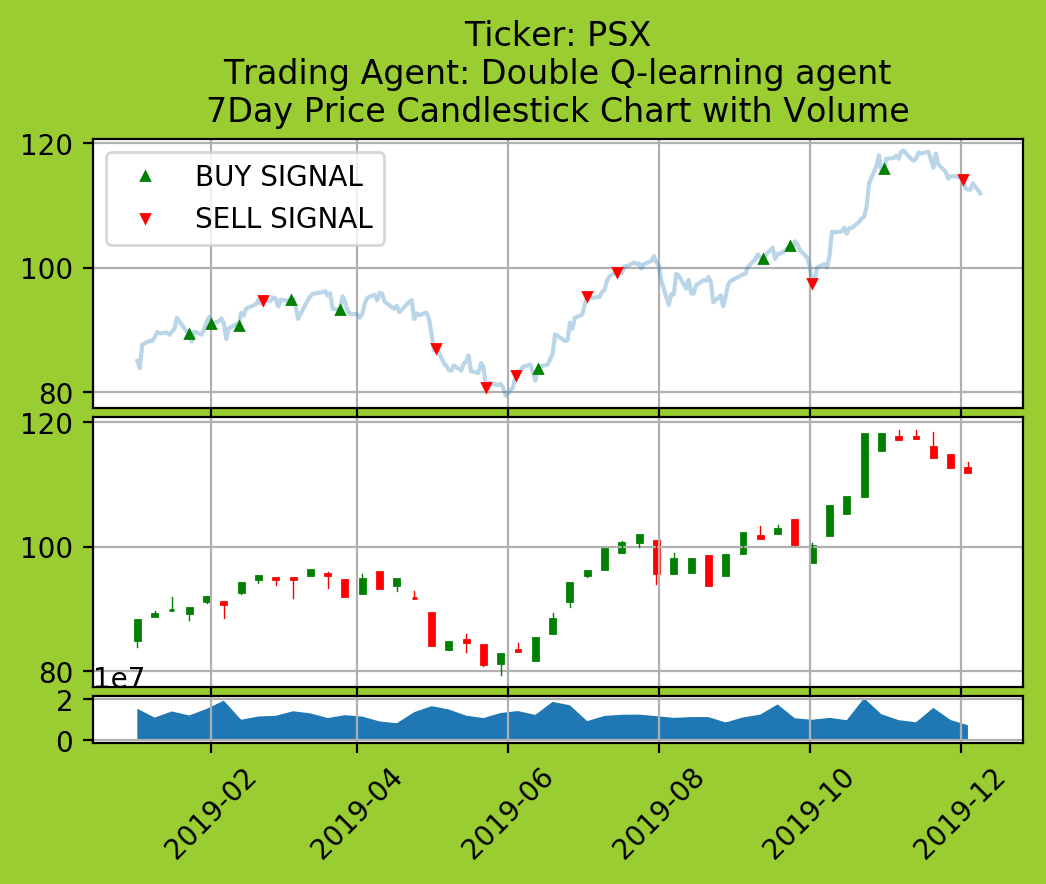 Ticker: PSX
Trading Agent: Double Q-learning agent
7Day Price Candlestick Chart with Volume
120
BUY SIGNAL
SELL SIGNAL
100
80
120
100
80
1e7
2
0
2019-02
2019-04
2019-06
2019-08
2019-10
2019-12